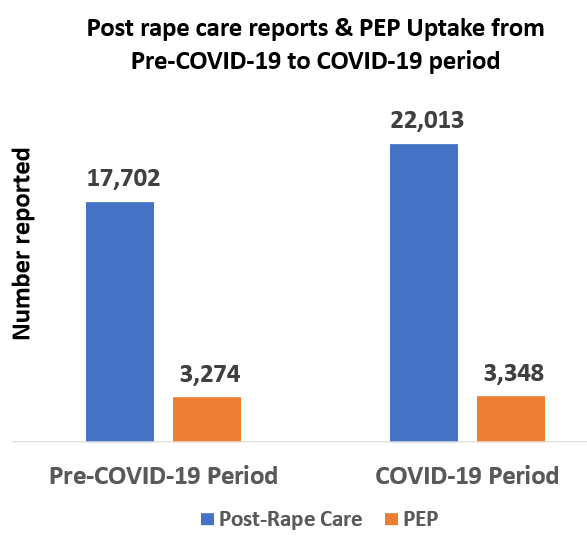 Post rape care reports & PEP Uptake from
Pre-COVID-19 to COVID-19 period
Number reported
17,702
3,274
22,013
3,348
Pre-COVID-19 Period
COVID-19 Period
Post-Rape Care
PEP